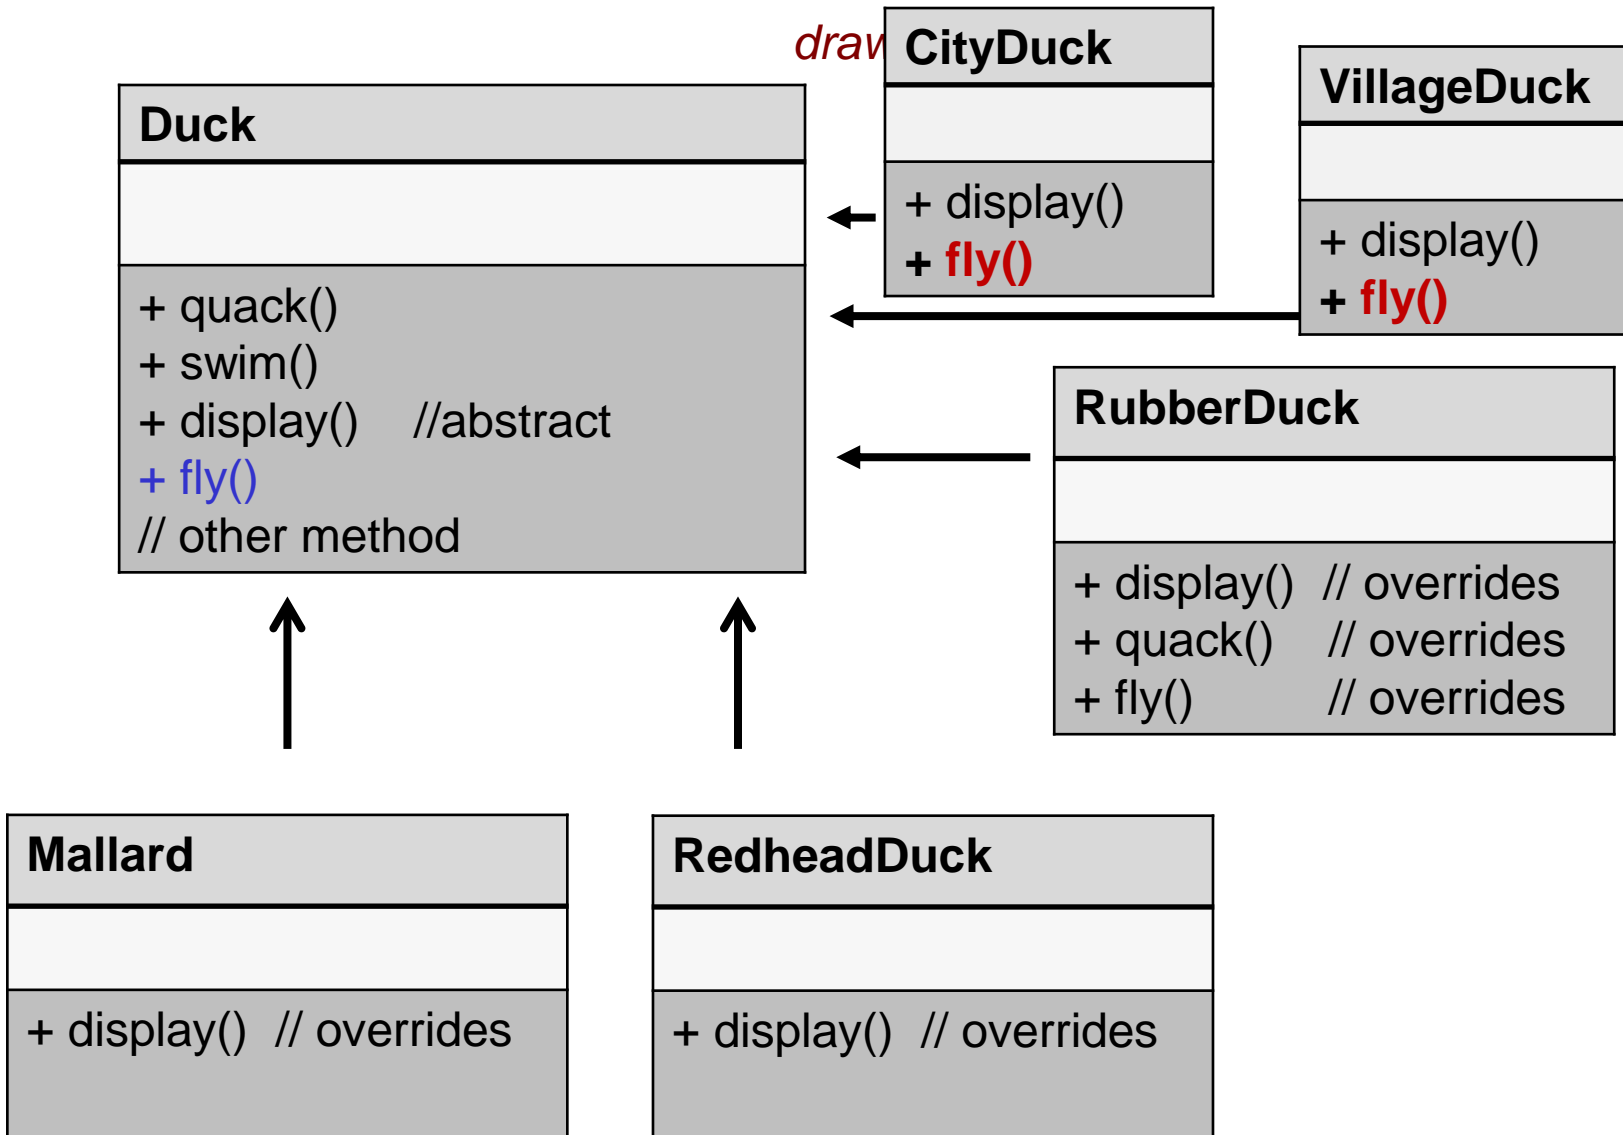 draw
CityDuck
+ display()
+ fly()
VillageDuck
+ display()
+ fly()
Duck
+ quack()
+ swim()
+ display() //abstract
+ fly()
// other method
RubberDuck
+ display() // overrides
+ quack() // overrides
+ fly() // overrides
Mallard
+ display() // overrides
RedheadDuck
+ display() // overrides